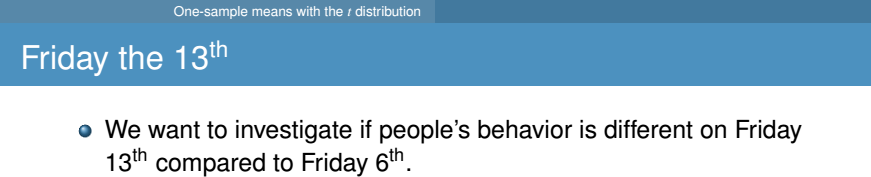 One-sample means with the t distribution
Friday the 13th
We want to investigate if people's behavior is different on Friday
13th compared to Friday 6th.